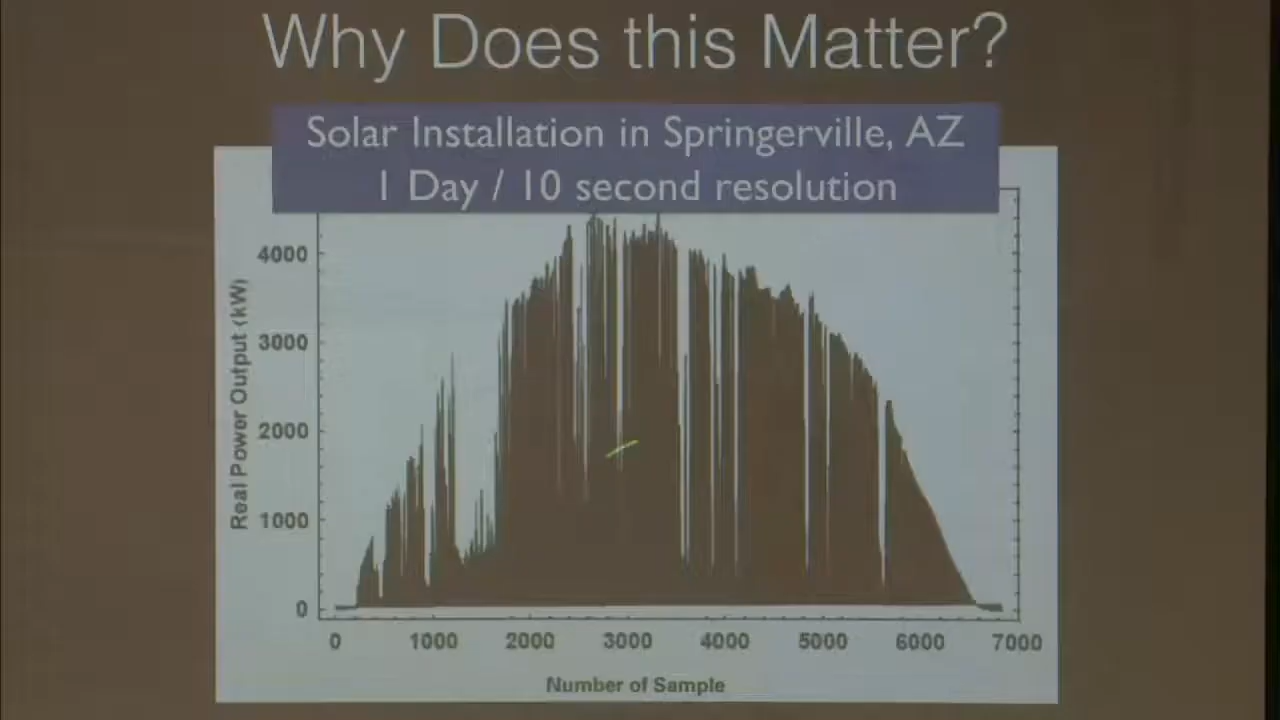 Why Does this Matter?
Solar Installation in Springerville, AZ
1 Day / 10 second resolution
4000
3000
2000
1000
0
Real Power Output (kW)
0 1000 2000 3000 4000 5000 6000 7000
Number of Sample